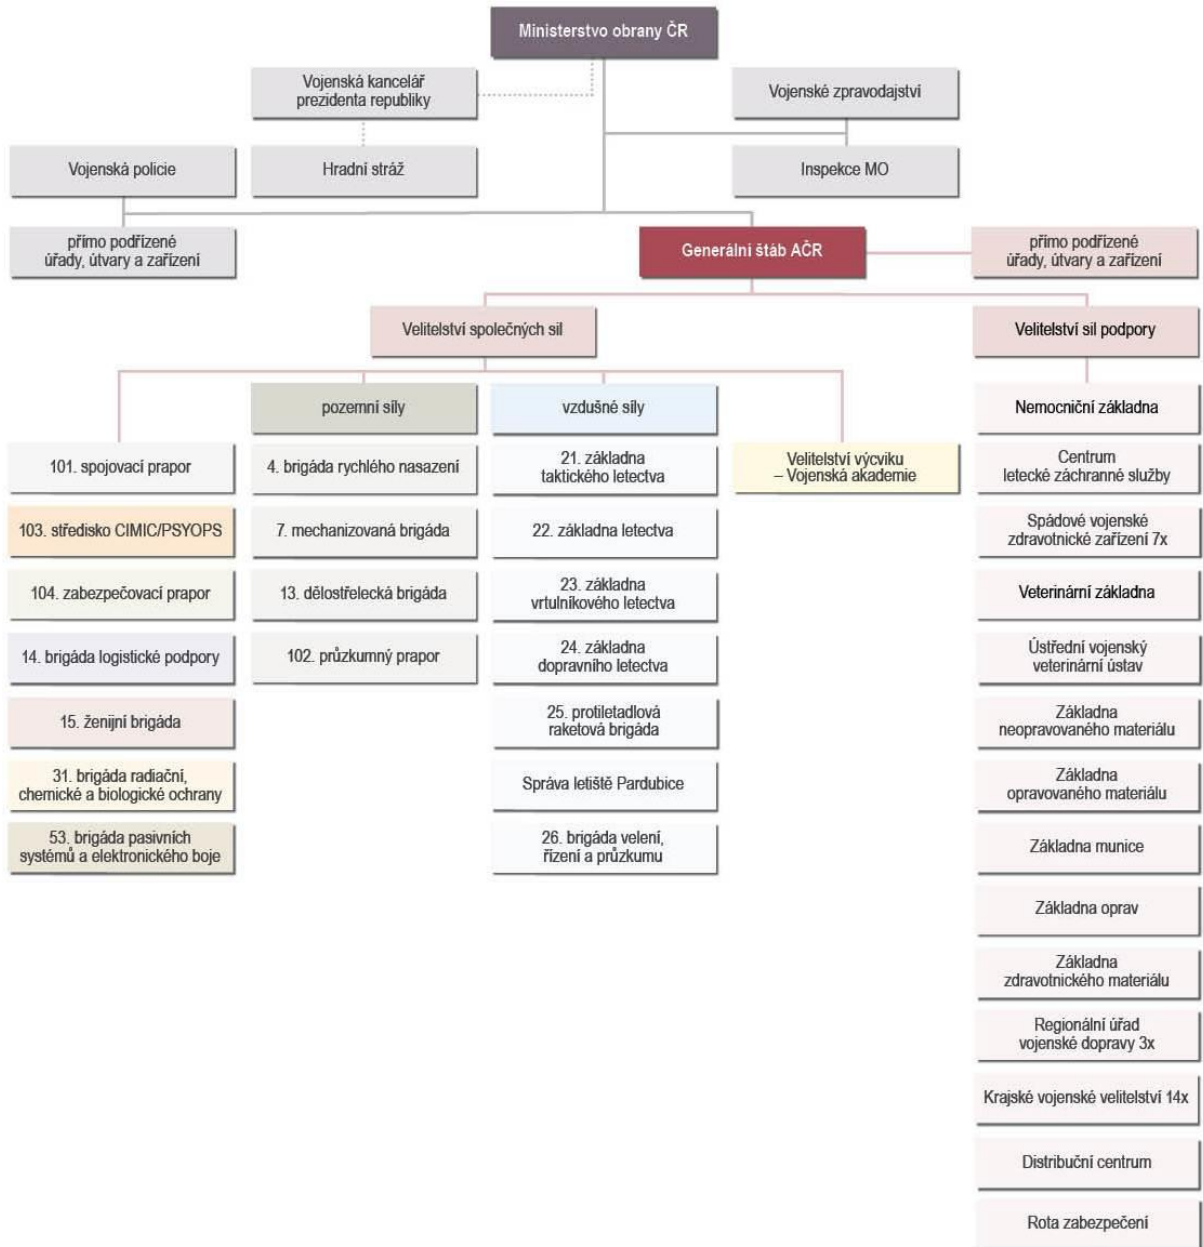 Ministerstvo obrany ČR
Vojenská kancelář
prezidenta republiky
Vojenské zpravodajství
Vojenská policie
Hradní stráž
Inspekce MO
přímo podřízené
úřady, útvary a zařízení
Generální štáb AČR
přímo podřízené
úřady, útvary a zařízení
Velitelství společných sil
Velitelství sil podpory
pozemní síly
vzdušné síly
101. spojovací prapor
103. středisko CIMIC/PSYOPS
104. zabezpečovací prapor
14. brigáda logistické podpory
15. ženijní brigáda
31. brigáda radiační,
chemické a biologické ochrany
53. brigáda pasivních
systémů a elektronického boje
4. brigáda rychlého nasazení
7. mechanizovaná brigáda
13. dělostřelecká brigáda
102. průzkumný prapor
21. základna
taktického letectva
22. základna letectva
23. základna
vrtulníkového letectva
24. základna
dopravního letectva
25. protiletadlová
raketová brigáda
Správa letiště Pardubice
26. brigáda velení,
řízení a průzkumu
Velitelství výcviku
– Vojenská akademie
Nemocniční základna
Centrum
letecké záchranné služby
Spádové vojenské
zdravotnické zařízení 7x
Veterinární základna
Ústřední vojenský
veterinární ústav
Základna
neopravovaného materiálu
Základna
opravovaného materiálu
Základna munice
Základna oprav
Základna
zdravotnického materiálu
Regionální úřad
vojenské dopravy 3x
Krajské vojenské velitelství 14x
Distribuční centrum
Rota zabezpečení